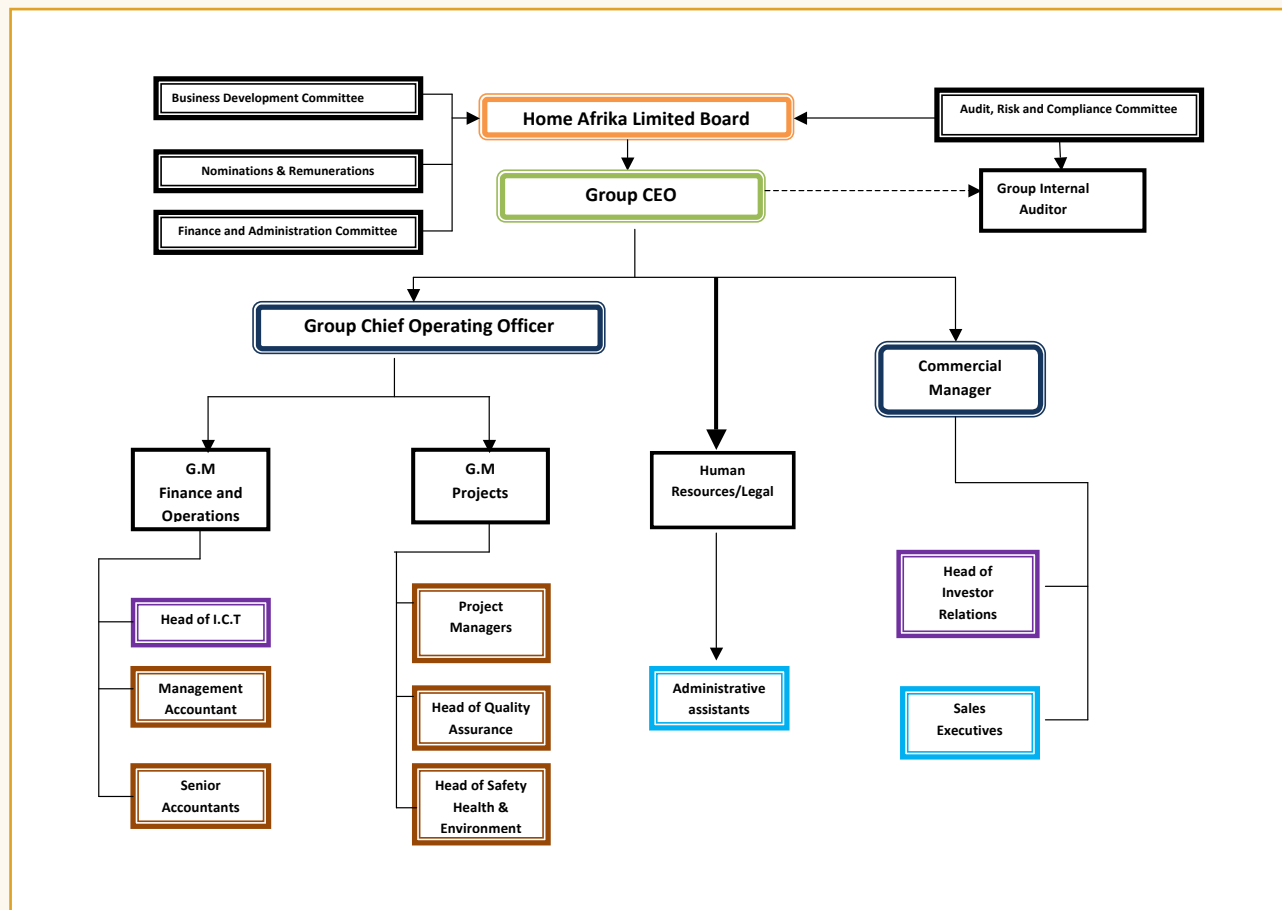 Business Development Committee
Home Afrika Limited Board
Audit, Risk and Compliance Committee
Nominations & Remunerations
Group CEO
Group Internal
Auditor
Finance and Administration Committee
Group Chief Operating Officer
Commercial
Manager
G.M
Finance and
Operations
G.M
Projects
Human
Resources/Legal
Head of I.C.T
Management
Accountant
Senior
Accountants
Project
Managers
Head of Quality
Assurance
Head of Safety
Health &
Environment
Administrative
assistants
Head of
Investor
Relations
Sales
Executives